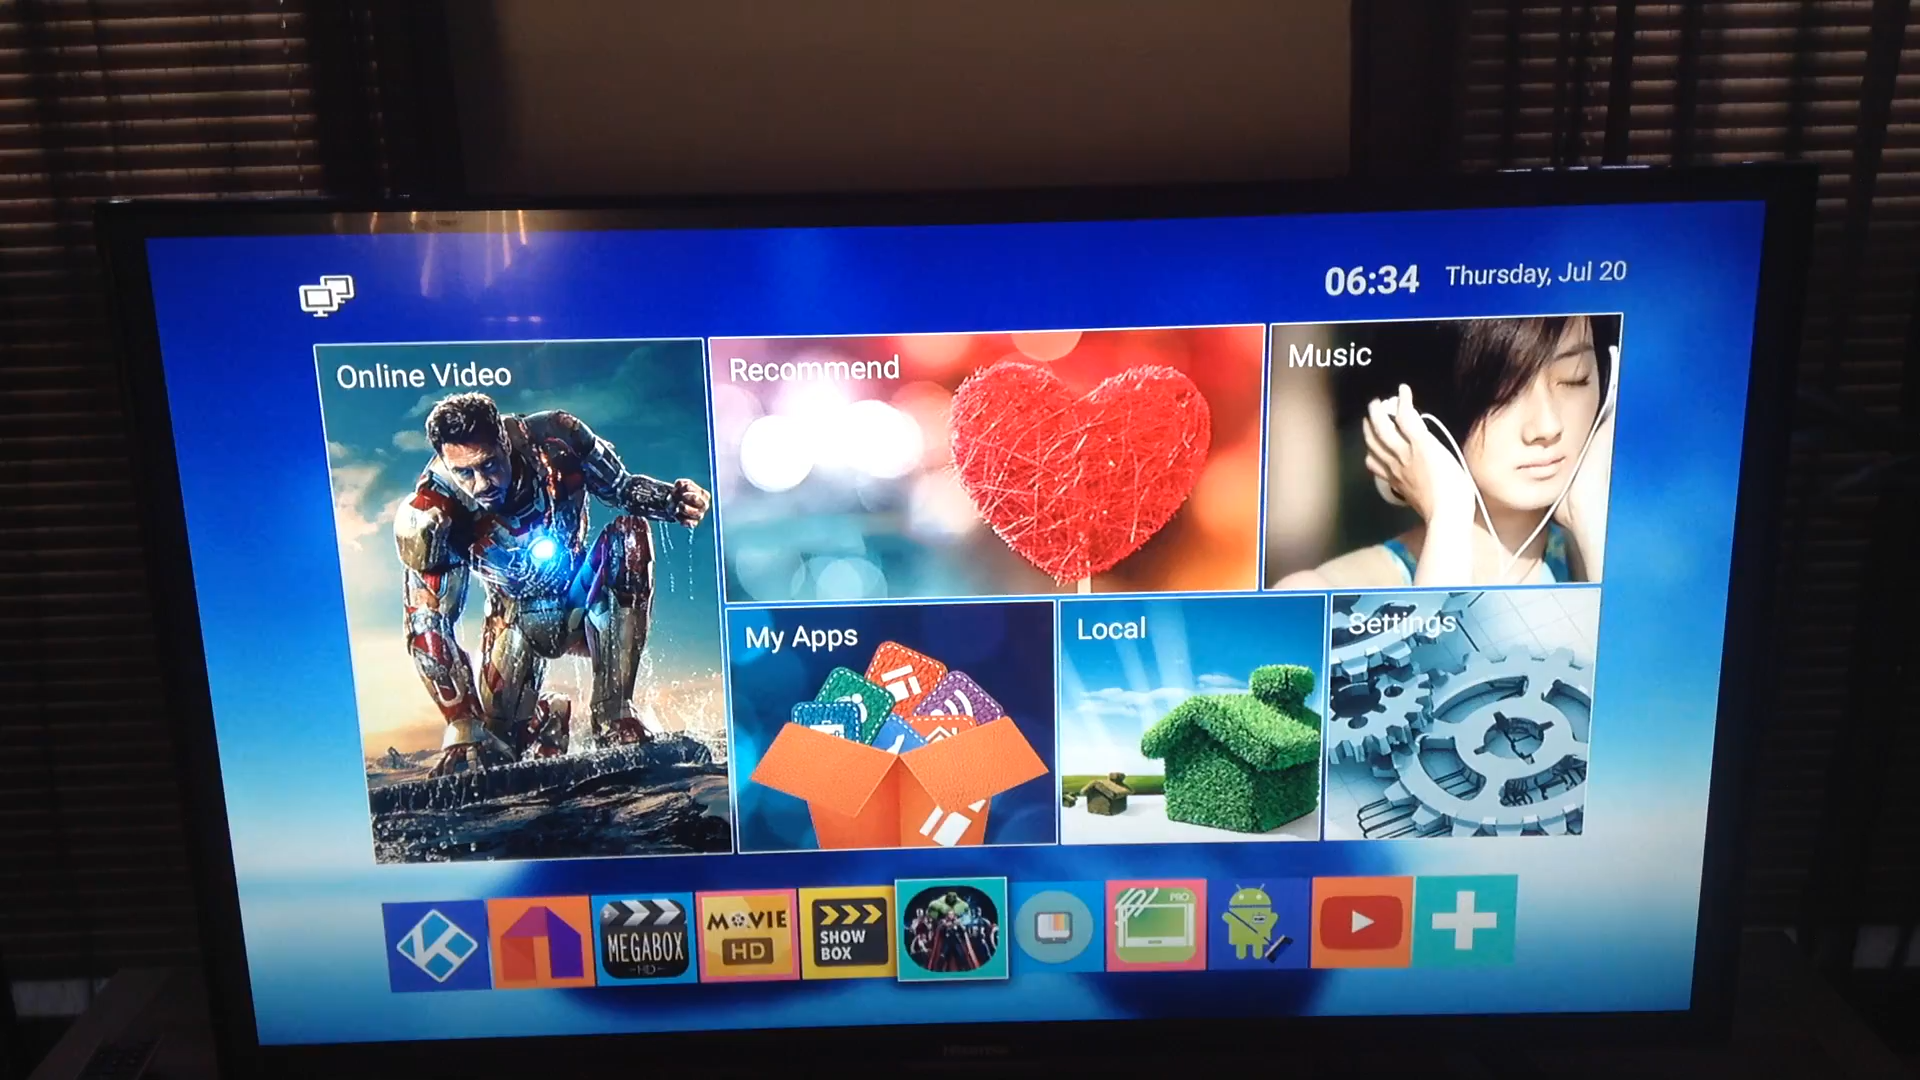 06:34 Thursday, Jul 20
Online Video
Recommend
Music
My Apps
Local
Settings
MEGABOX
HD
MOVIE
HD
SHOW
BOX
PRO
Hisense